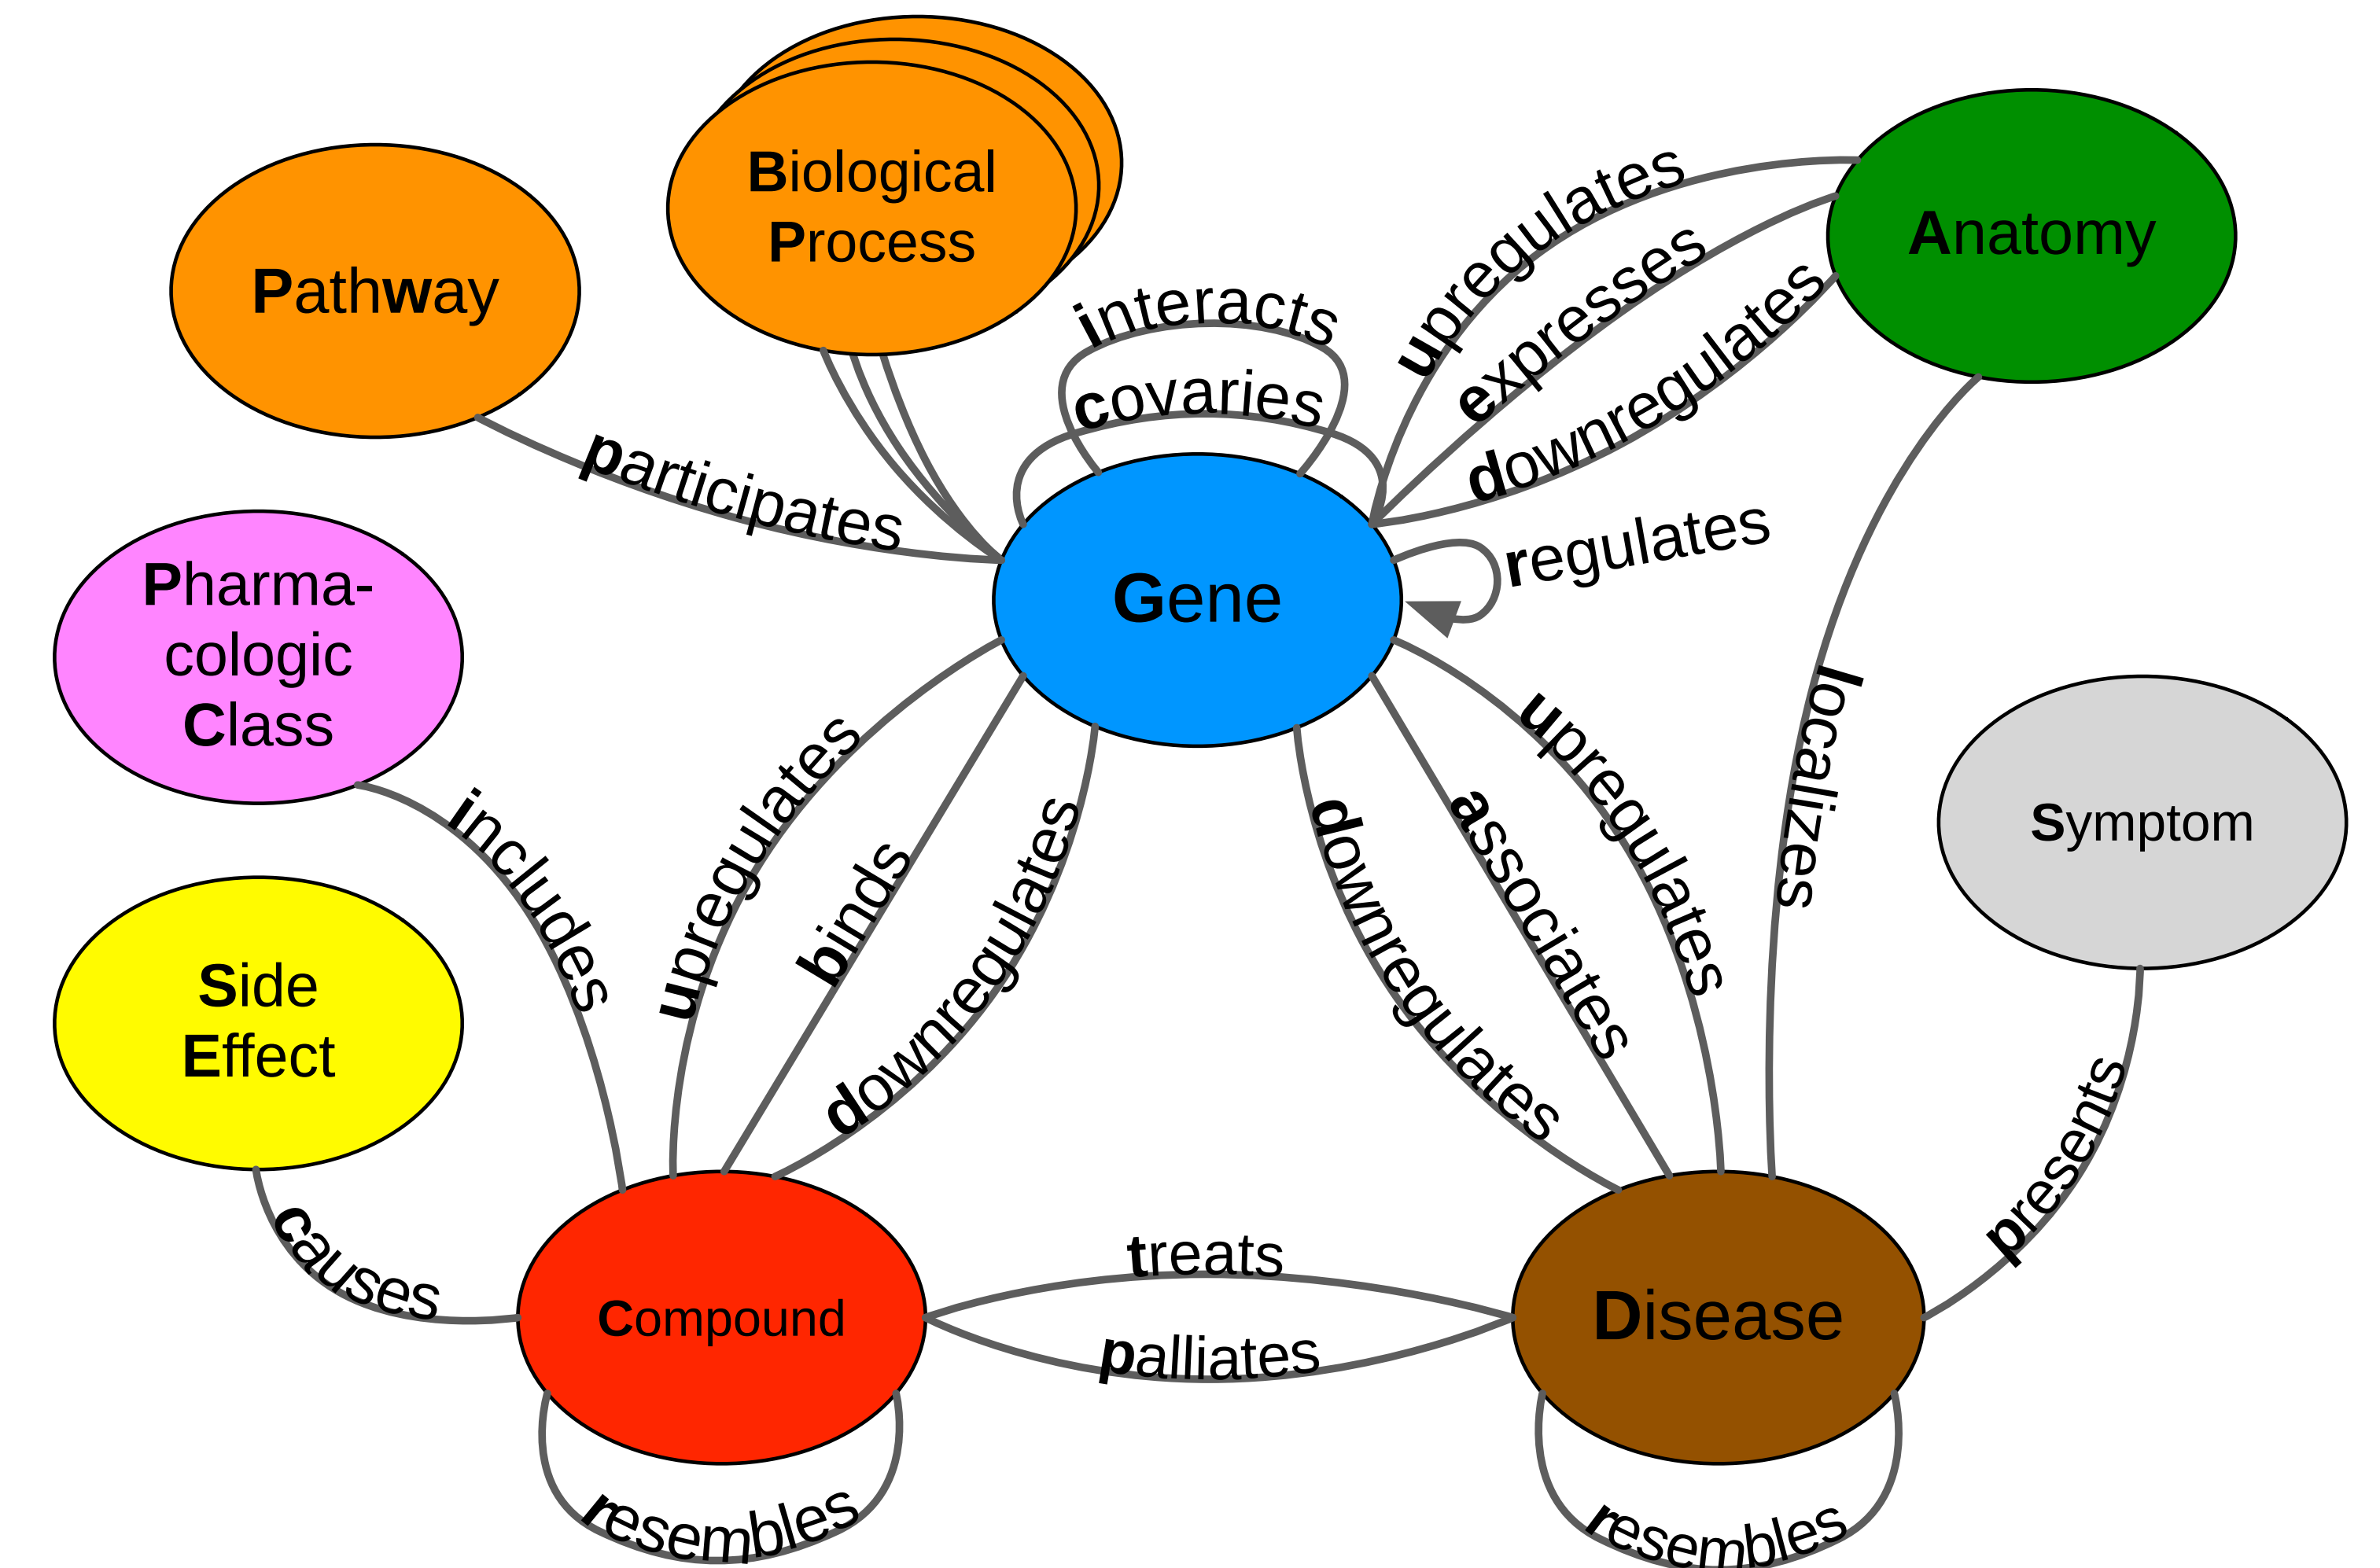 Biological
Process
Pathway
Anatomy
interacts
covaries
upregulates
expresses
downregulates
participates
regulates
Gene
Pharma-
cologic
Class
localizes
Symptom
includes
upregulates
binds
downregulates
downregulates
associates
upregulates
Side
Effect
presents
causes
treats
Compound
Disease
palliates
resembles
resembles